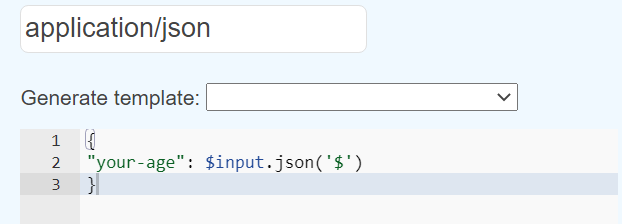 application/json
Generate template:
1 {
2 "your-age": $input.json('$')
3 }